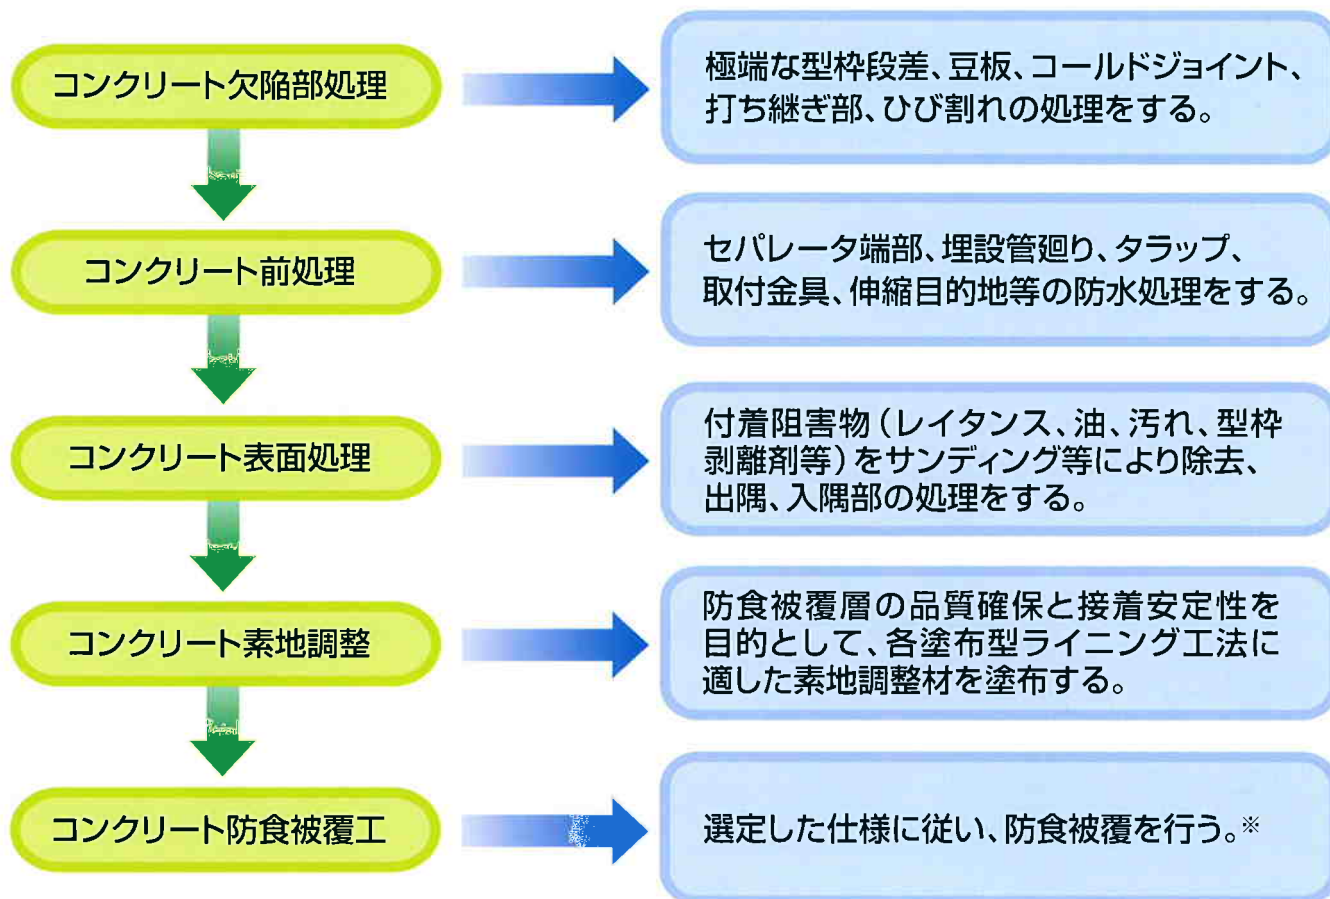 コンクリート欠陥部処理
極端な型枠段差、豆板、コールドジョイント、
打ち継ぎ部、ひび割れの処理をする。
コンクリート前処理
セパレータ端部、埋設管廻り、タラップ、
取付金具、伸縮目的地等の防水処理をする。
コンクリート表面処理
付着阻害物（レイタンス、油、汚れ、型枠
剥離剤等）をサンディング等により除去、
出隅、入隅部の処理をする。
コンクリート素地調整
防食被覆層の品質確保と接着安定性を
目的として、各塗布型ライニング工法に
適した素地調整材を塗布する。
コンクリート防食被覆工
選定した仕様に従い、防食被覆を行う。※